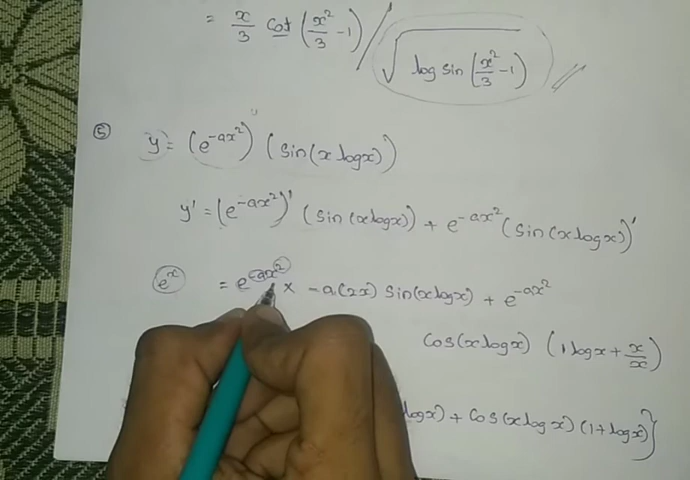 = x/3 cot (x²/3 - 1) / √(log sin (x²/3 - 1)) //
⑤ y = (e^{-ax²}) (sin(x logx))
y' = (e^{-ax²})' (sin(x logx)) + e^{-ax²} (sin(x logx))'
e^x = e^{-ax²} × -a(2x) sin(x logx) + e^{-ax²}
cos(x logx) (1 logx + x/x)
logx) + cos(x logx) (1+logx)}